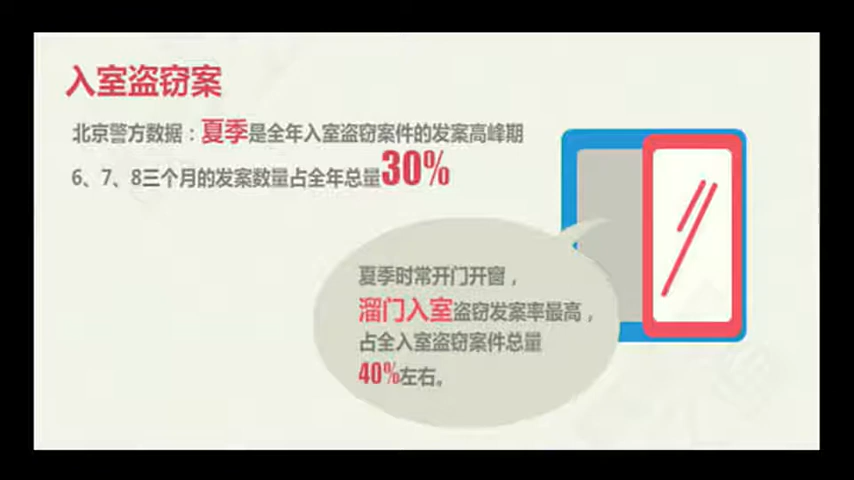 入室盗窃案
北京警方数据：夏季是全年入室盗窃案件的发案高峰期
6、7、8三个月的发案数量占全年总量30%
夏季时常开门开窗，
溜门入室盗窃发案率最高，
占全入室盗窃案件总量
40%左右。